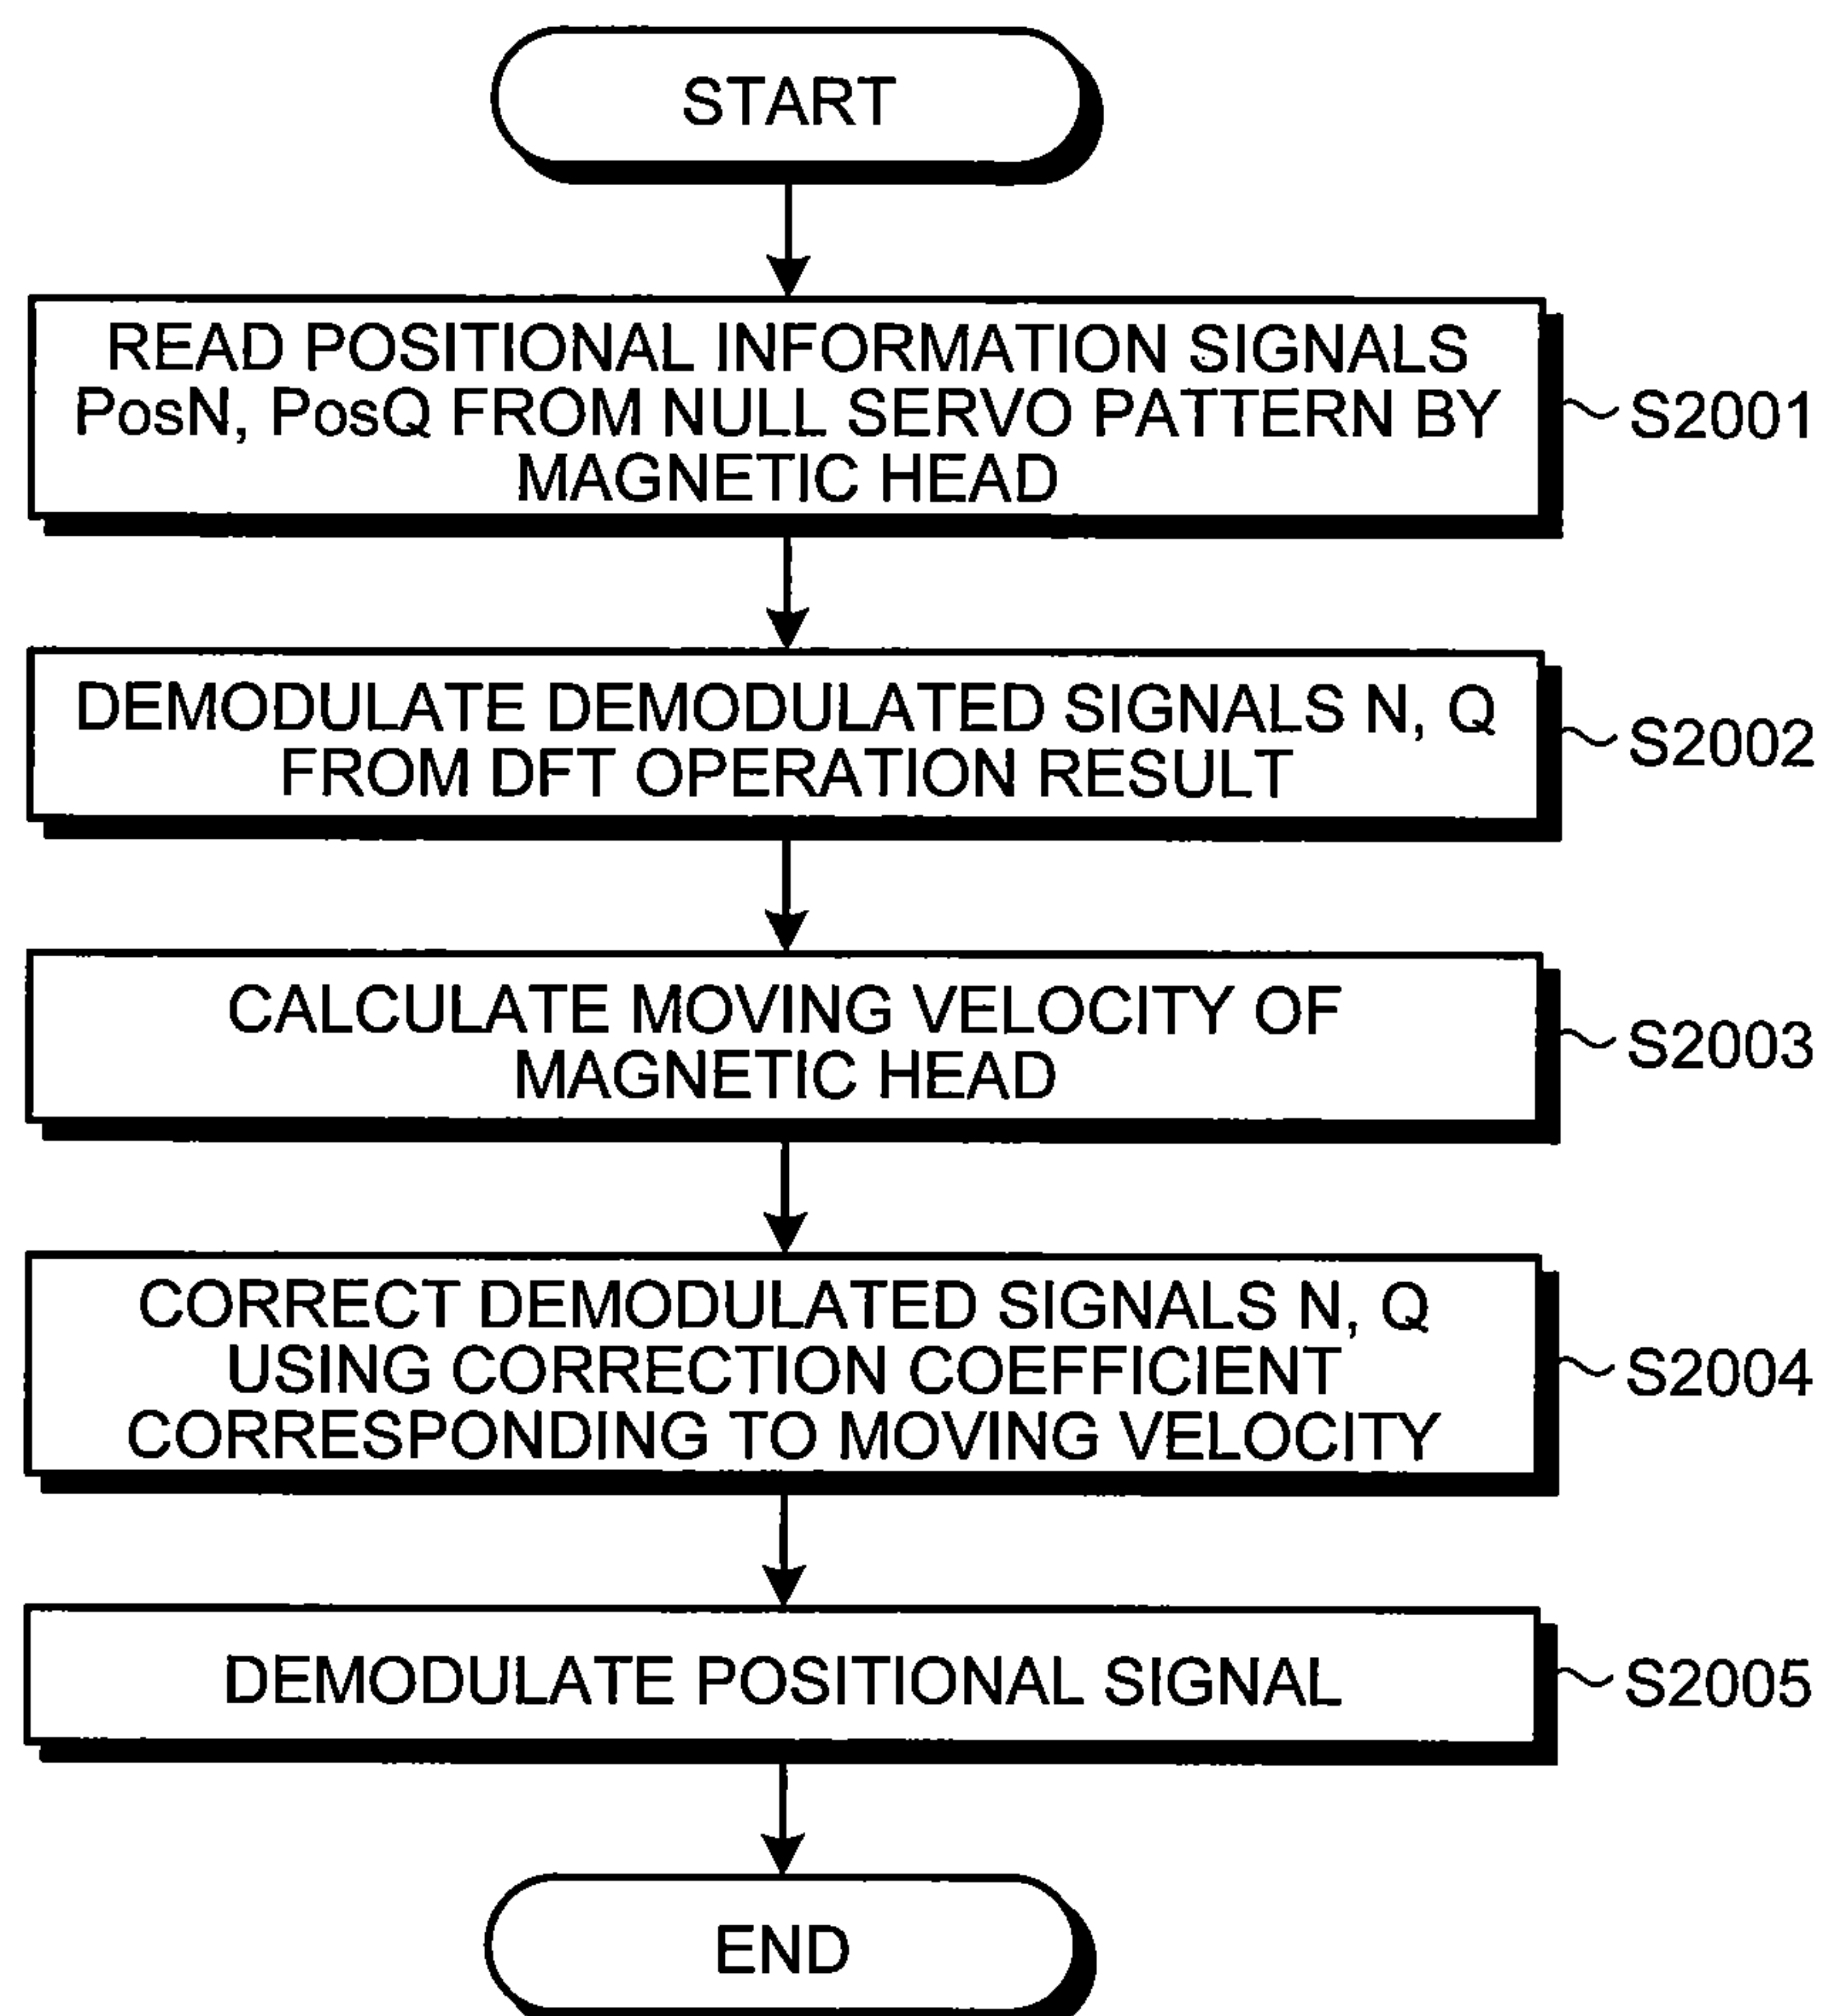 START
READ POSITIONAL INFORMATION SIGNALS
PosN, PosQ FROM NULL SERVO PATTERN BY
MAGNETIC HEAD
S2001
DEMODULATE DEMODULATED SIGNALS N, Q
FROM DFT OPERATION RESULT
S2002
CALCULATE MOVING VELOCITY OF
MAGNETIC HEAD
S2003
CORRECT DEMODULATED SIGNALS N, Q
USING CORRECTION COEFFICIENT
CORRESPONDING TO MOVING VELOCITY
S2004
DEMODULATE POSITIONAL SIGNAL
S2005
END